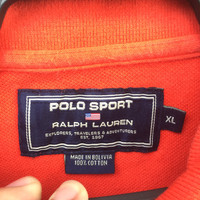 POLO SPORT
RALPH LAUREN
EXPLORERS, TRAVELERS & ADVENTURERS
EST. 1967
XL
MADE IN BOLIVIA
100% COTTON